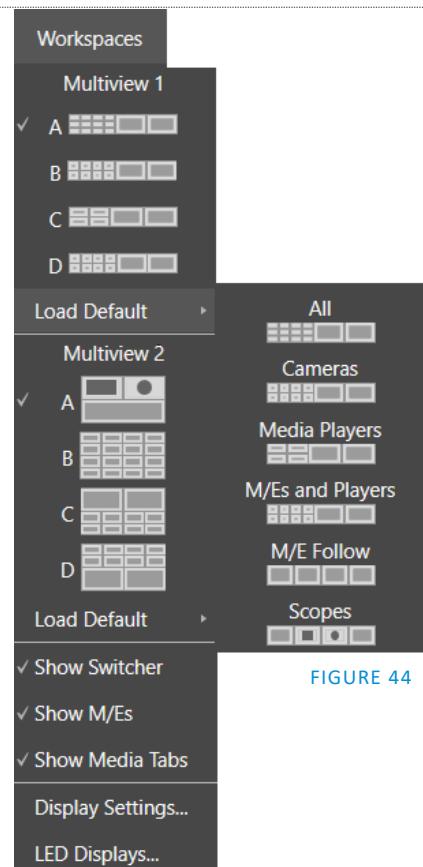 Workspaces
Multiview 1
✓ A
B
C
D
Load Default
Multiview 2
✓ A
B
C
D
Load Default
✓ Show Switcher
✓ Show M/Es
✓ Show Media Tabs
Display Settings...
LED Displays...
All
Cameras
Media Players
M/Es and Players
M/E Follow
Scopes
FIGURE 44